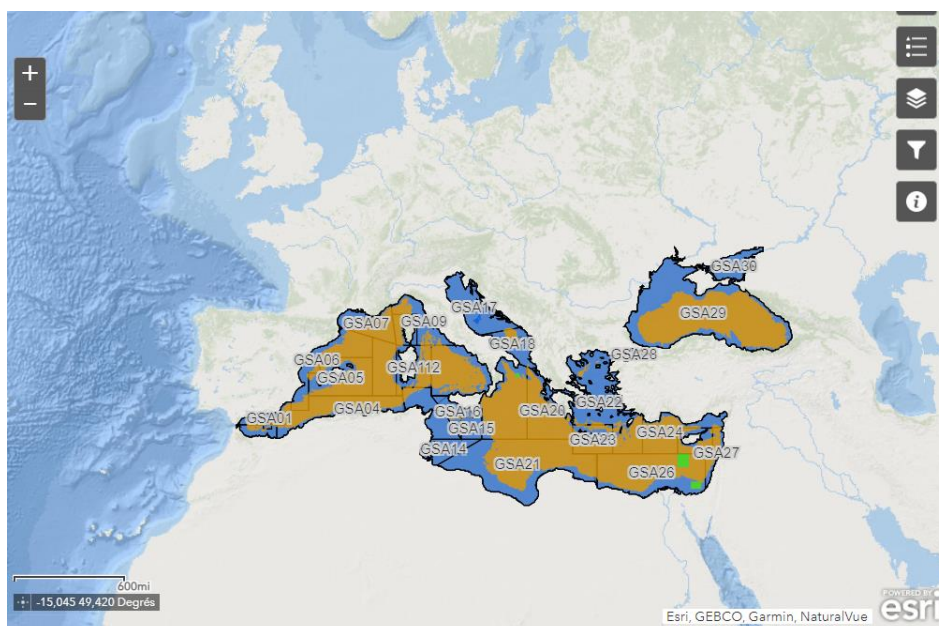 +
−
GSA30
GSA17
GSA29
GSA09
GSA07
GSA18
GSA28
GSA06
GSA112
GSA05
GSA22
GSA04
GSA16
GSA20
GSA01
GSA15
GSA24
GSA23
GSA14
GSA27
GSA21
GSA26
600mi
-15,045 49,420 Degrés
POWERED BY
esri
Esri, GEBCO, Garmin, NaturalVue